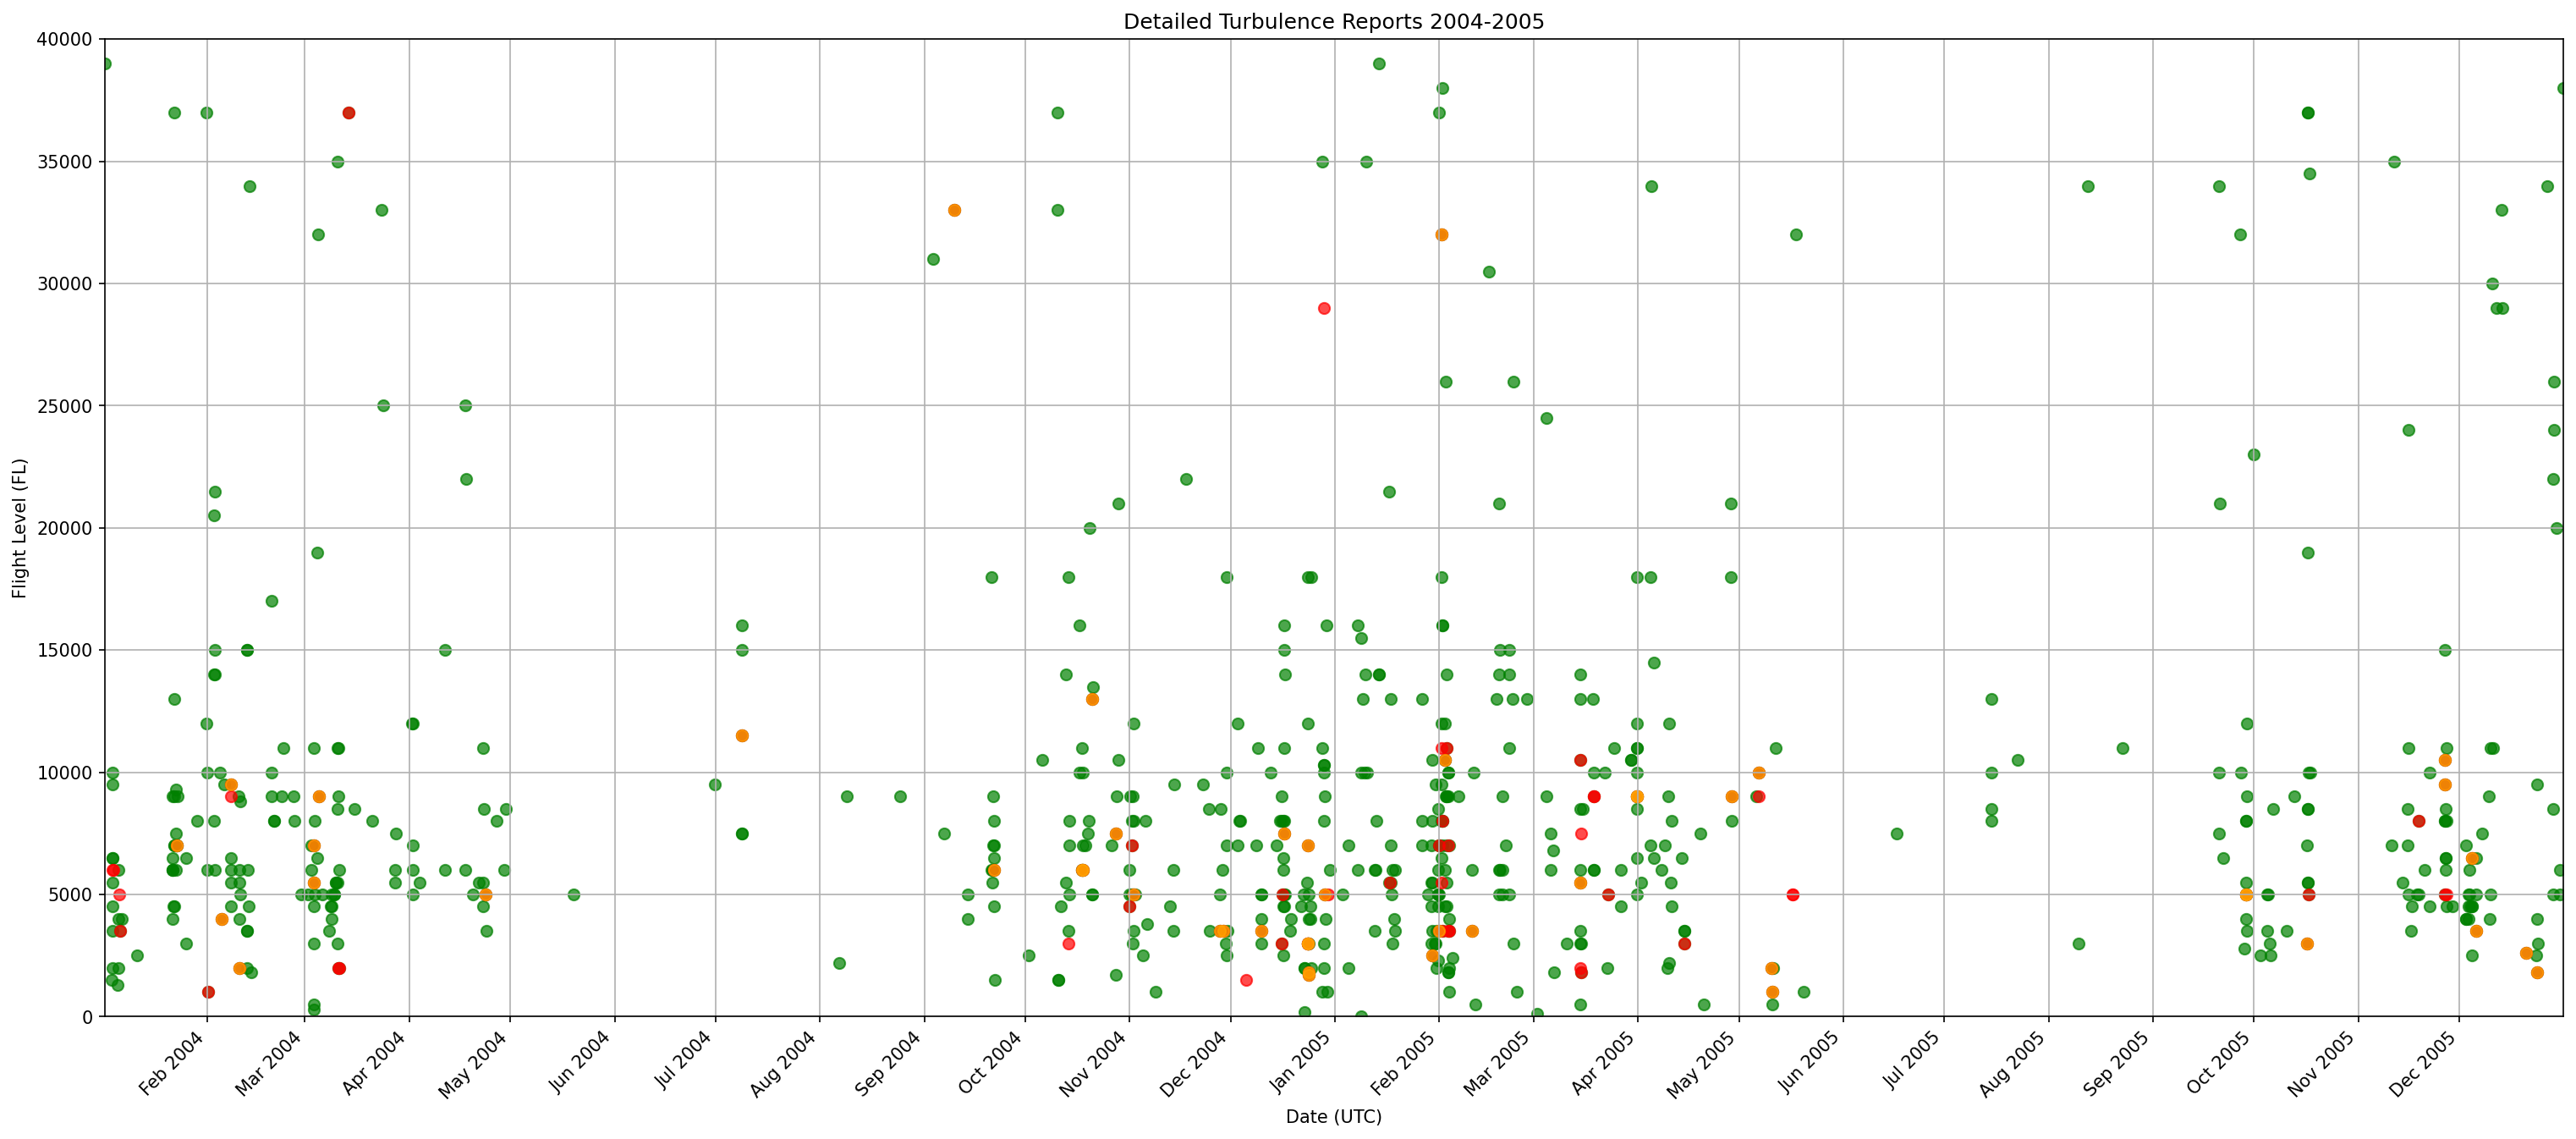 Detailed Turbulence Reports 2004-2005
Flight Level (FL)
40000
35000
30000
25000
20000
15000
10000
5000
0
Feb 2004
Mar 2004
Apr 2004
May 2004
Jun 2004
Jul 2004
Aug 2004
Sep 2004
Oct 2004
Nov 2004
Dec 2004
Jan 2005
Feb 2005
Mar 2005
Apr 2005
May 2005
Jun 2005
Jul 2005
Aug 2005
Sep 2005
Oct 2005
Nov 2005
Dec 2005
Date (UTC)